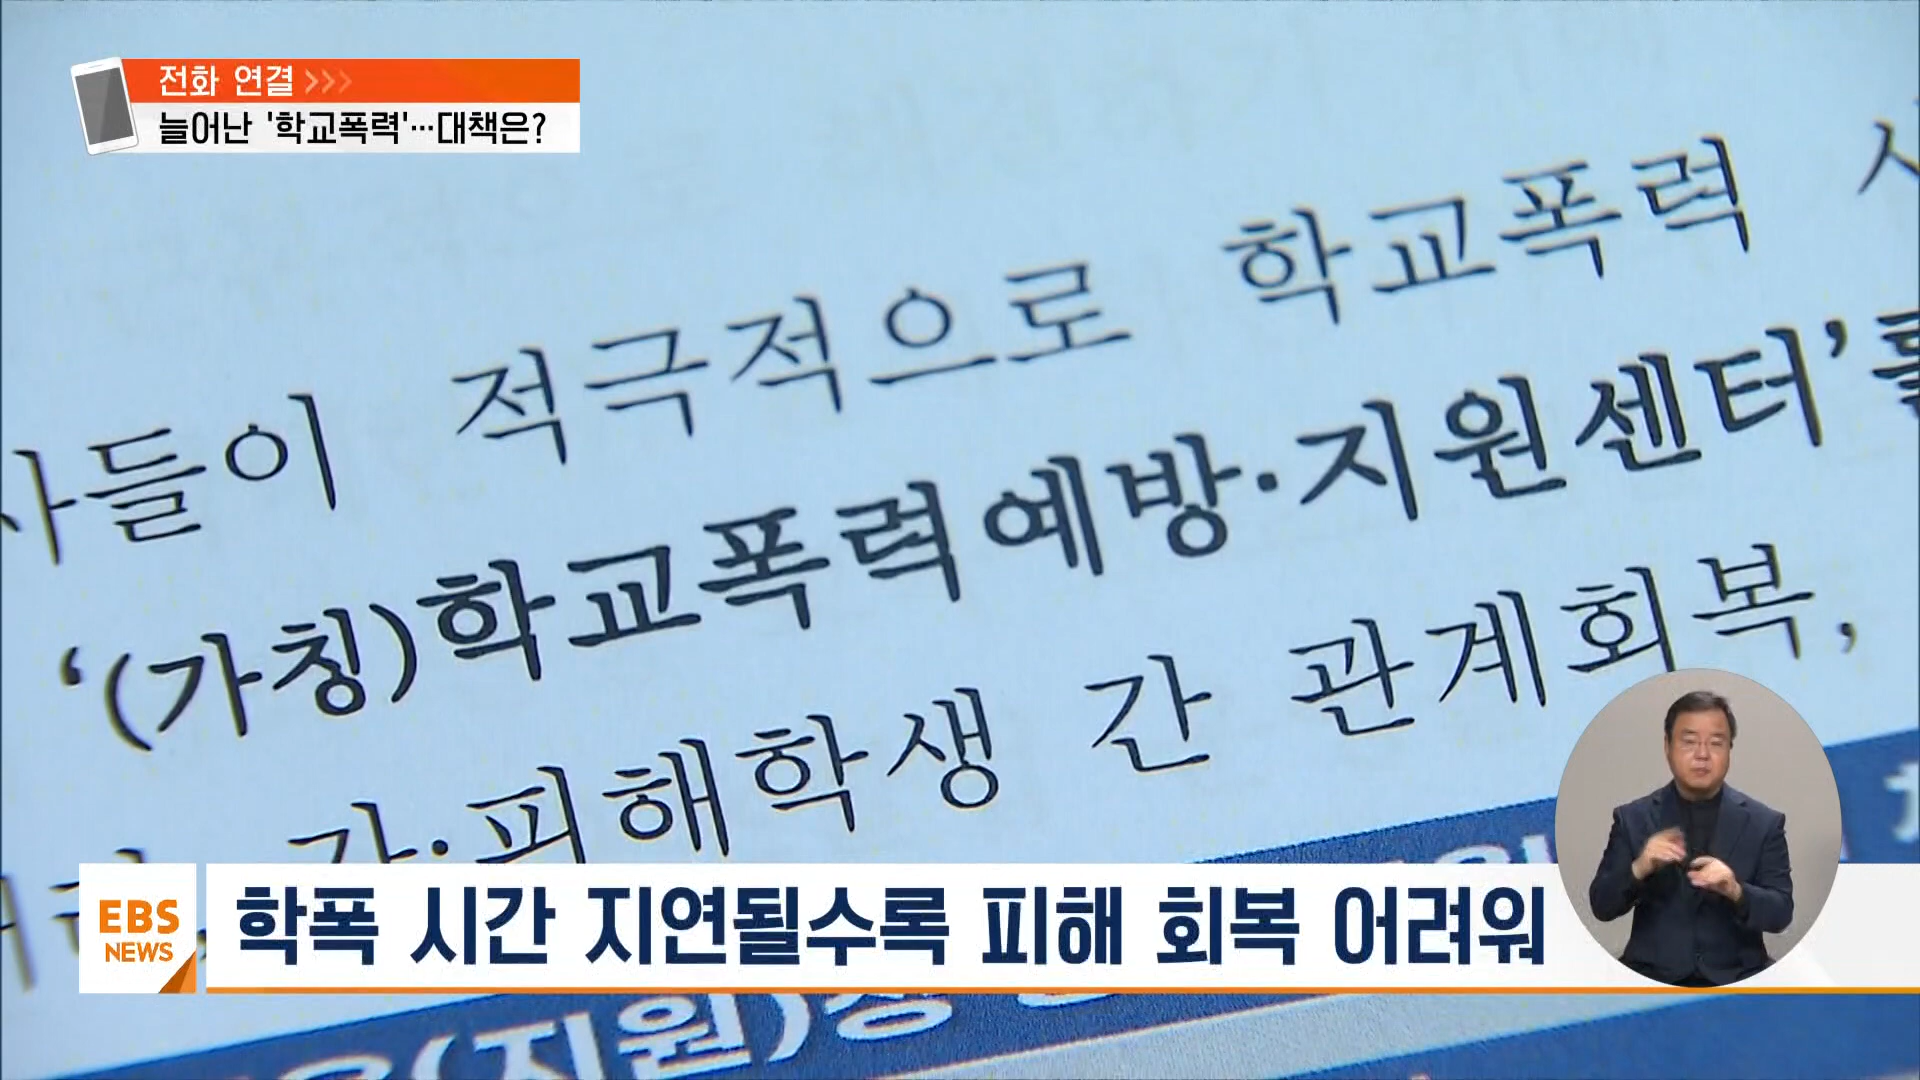 전화 연결 >>>
늘어난 '학교폭력'…대책은?
들이 적극적으로 학교폭력
'(가칭)학교폭력예방·지원센터'를
·피해학생 간 관계회복,
EBS
NEWS
학폭 시간 지연될수록 피해 회복 어려워
(지원)